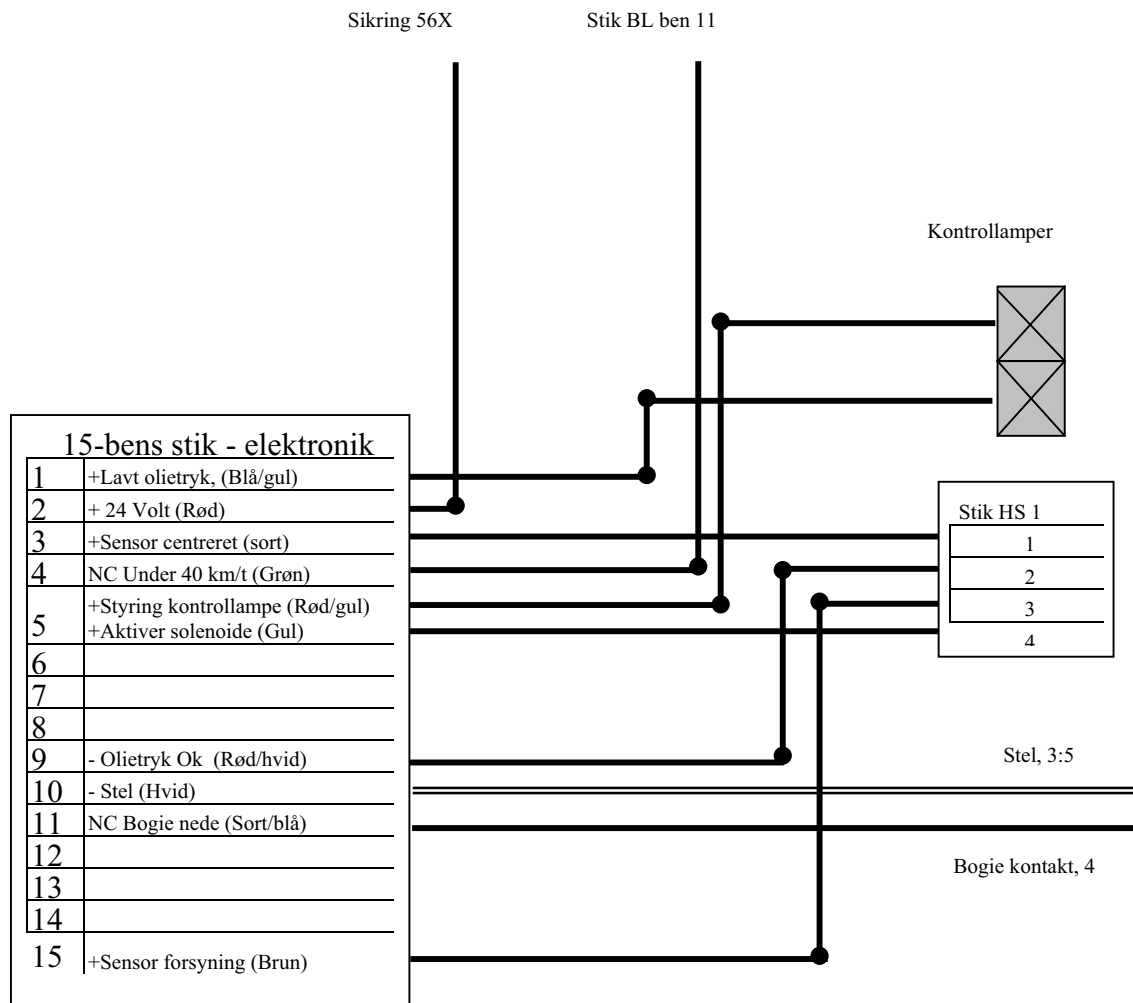 Sikring 56X
Stik BL ben 11
Kontrollamper
15-bens stik - elektronik
1 +Lavt olietryk, (Blå/gul)
2 + 24 Volt (Rød)
3 +Sensor centreret (sort)
4 NC Under 40 km/t (Grøn)
5 +Styring kontrollampe (Rød/gul)
+Aktiver solenoide (Gul)
6
7
8
9 - Olietryk Ok (Rød/hvid)
10 - Stel (Hvid)
11 NC Bogie nede (Sort/blå)
12
13
14
15 +Sensor forsyning (Brun)
Stik HS 1
1
2
3
4
Stel, 3:5
Bogie kontakt, 4